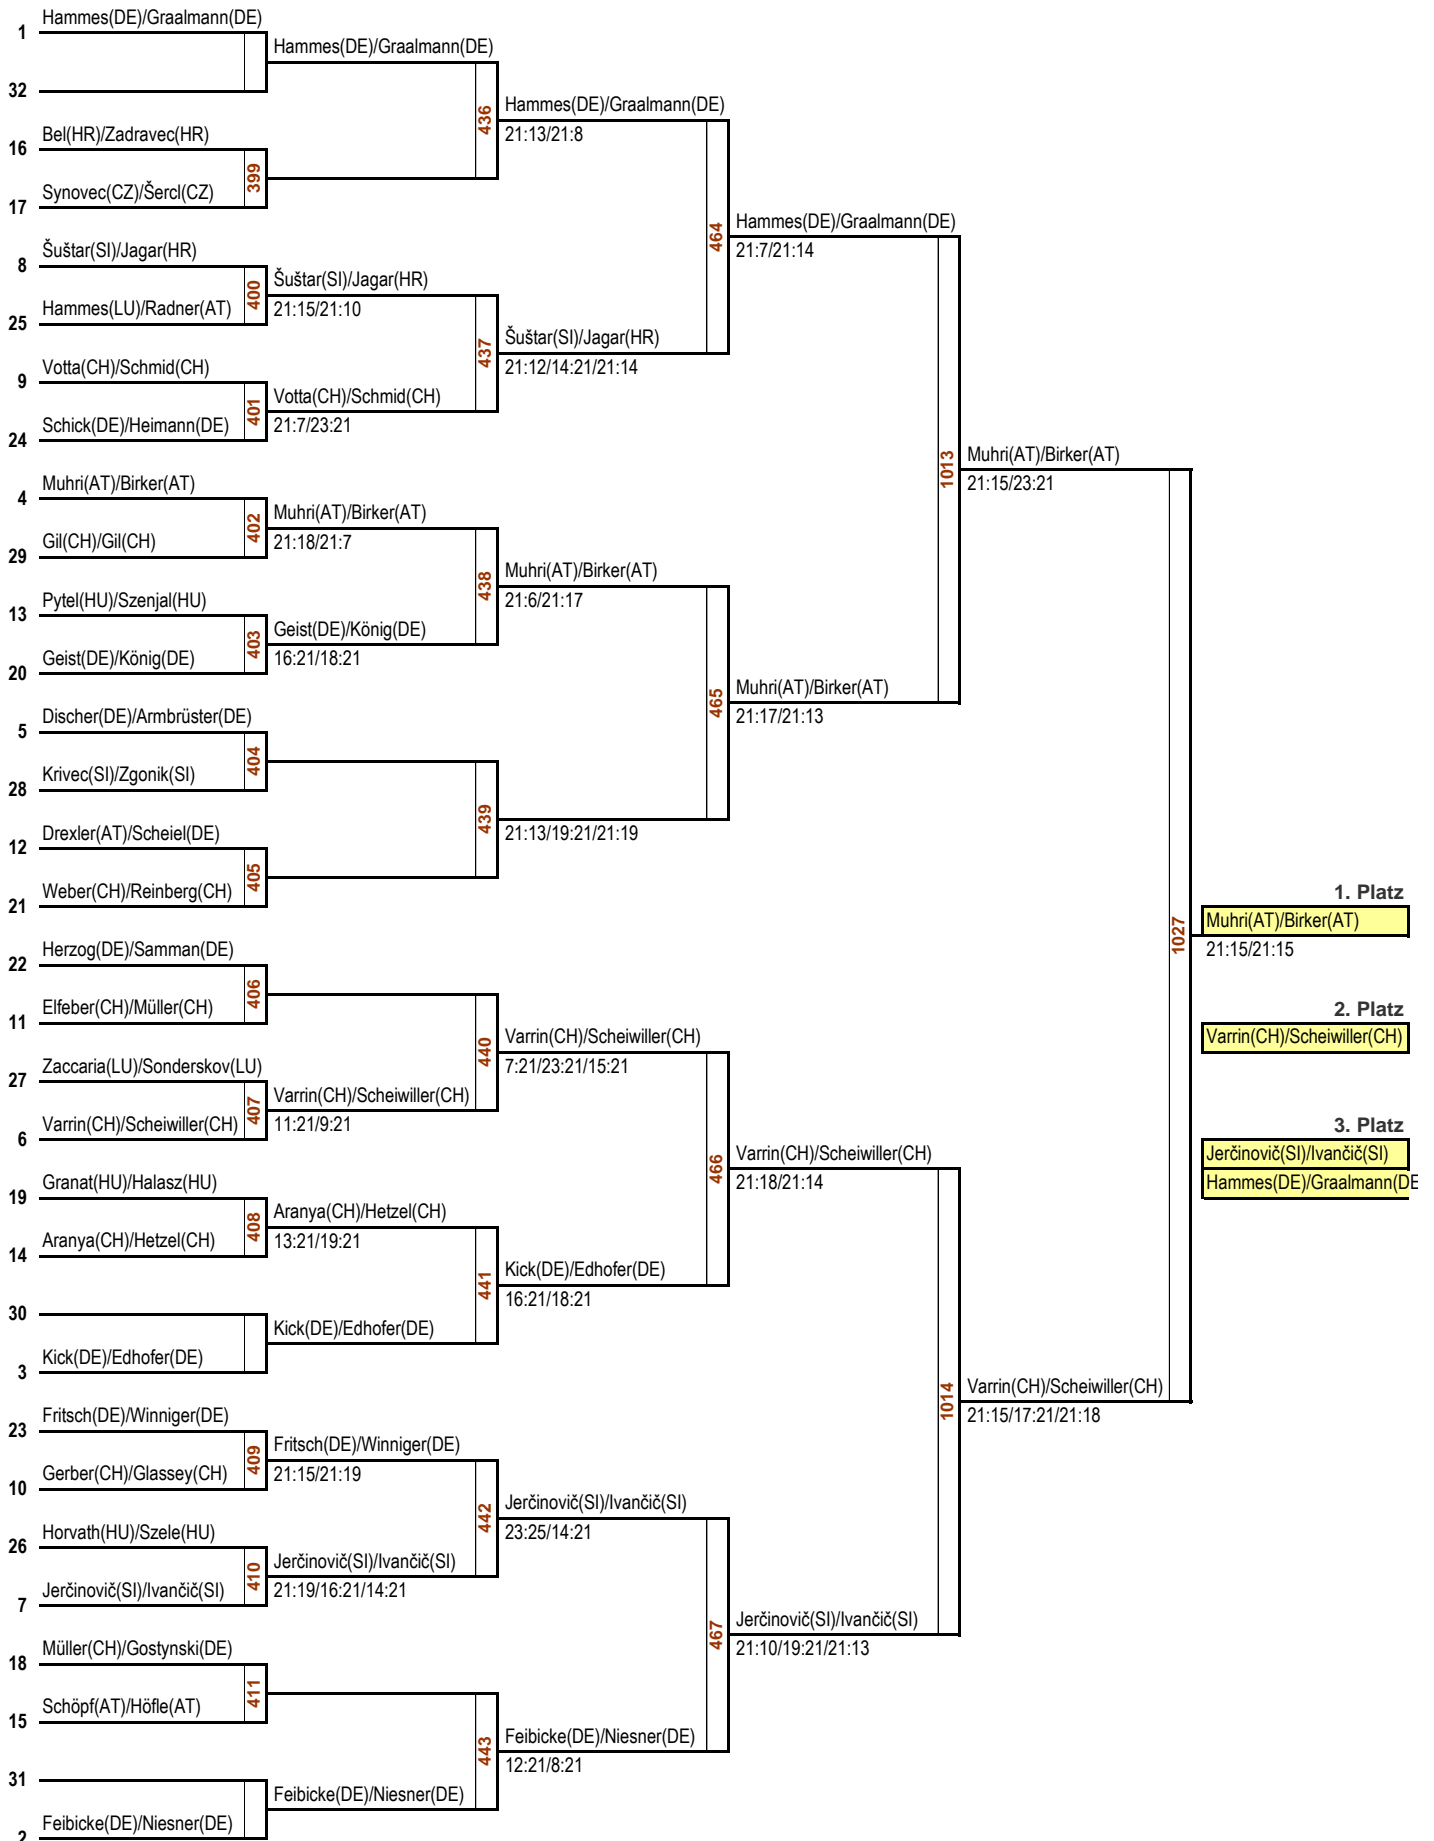 Hammes(DE)/Graalmann(DE)
1
Hammes(DE)/Graalmann(DE)
32
436
Hammes(DE)/Graalmann(DE)
21:13/21:8
Bel(HR)/Zadravec(HR)
16
399
Synovec(CZ)/Šercl(CZ)
17
464
Hammes(DE)/Graalmann(DE)
21:7/21:14
Šuštar(SI)/Jagar(HR)
8
400
Šuštar(SI)/Jagar(HR)
21:15/21:10
Hammes(LU)/Radner(AT)
25
437
Šuštar(SI)/Jagar(HR)
21:12/14:21/21:14
Votta(CH)/Schmid(CH)
9
401
Votta(CH)/Schmid(CH)
21:7/23:21
Schick(DE)/Heimann(DE)
24
1013
Muhri(AT)/Birker(AT)
21:15/23:21
Muhri(AT)/Birker(AT)
4
402
Muhri(AT)/Birker(AT)
21:18/21:7
Gil(CH)/Gil(CH)
29
438
Muhri(AT)/Birker(AT)
21:6/21:17
Pytel(HU)/Szenjal(HU)
13
403
Geist(DE)/König(DE)
16:21/18:21
Geist(DE)/König(DE)
20
465
Muhri(AT)/Birker(AT)
21:17/21:13
Discher(DE)/Armbrüster(DE)
5
404
Krivec(SI)/Zgonik(SI)
28
439
21:13/19:21/21:19
Drexler(AT)/Scheiel(DE)
12
405
Weber(CH)/Reinberg(CH)
21
1027
1. Platz
Muhri(AT)/Birker(AT)
21:15/21:15
Herzog(DE)/Samman(DE)
22
406
Elfeber(CH)/Müller(CH)
11
2. Platz
Varrin(CH)/Scheiwiller(CH)
440
Varrin(CH)/Scheiwiller(CH)
7:21/23:21/15:21
Zaccaria(LU)/Sonderskov(LU)
27
407
Varrin(CH)/Scheiwiller(CH)
11:21/9:21
Varrin(CH)/Scheiwiller(CH)
6
3. Platz
Jerčinovič(SI)/Ivančič(SI)
Hammes(DE)/Graalmann(DE
466
Varrin(CH)/Scheiwiller(CH)
21:18/21:14
Granat(HU)/Halasz(HU)
19
408
Aranya(CH)/Hetzel(CH)
13:21/19:21
Aranya(CH)/Hetzel(CH)
14
441
Kick(DE)/Edhofer(DE)
16:21/18:21
30
Kick(DE)/Edhofer(DE)
Kick(DE)/Edhofer(DE)
3
1014
Varrin(CH)/Scheiwiller(CH)
21:15/17:21/21:18
Fritsch(DE)/Winniger(DE)
23
409
Fritsch(DE)/Winniger(DE)
21:15/21:19
Gerber(CH)/Glassey(CH)
10
442
Jerčinovič(SI)/Ivančič(SI)
23:25/14:21
Horvath(HU)/Szele(HU)
26
410
Jerčinovič(SI)/Ivančič(SI)
21:19/16:21/14:21
Jerčinovič(SI)/Ivančič(SI)
7
467
Jerčinovič(SI)/Ivančič(SI)
21:10/19:21/21:13
Müller(CH)/Gostynski(DE)
18
411
Schöpf(AT)/Höfle(AT)
15
443
Feibicke(DE)/Niesner(DE)
12:21/8:21
31
Feibicke(DE)/Niesner(DE)
Feibicke(DE)/Niesner(DE)
2